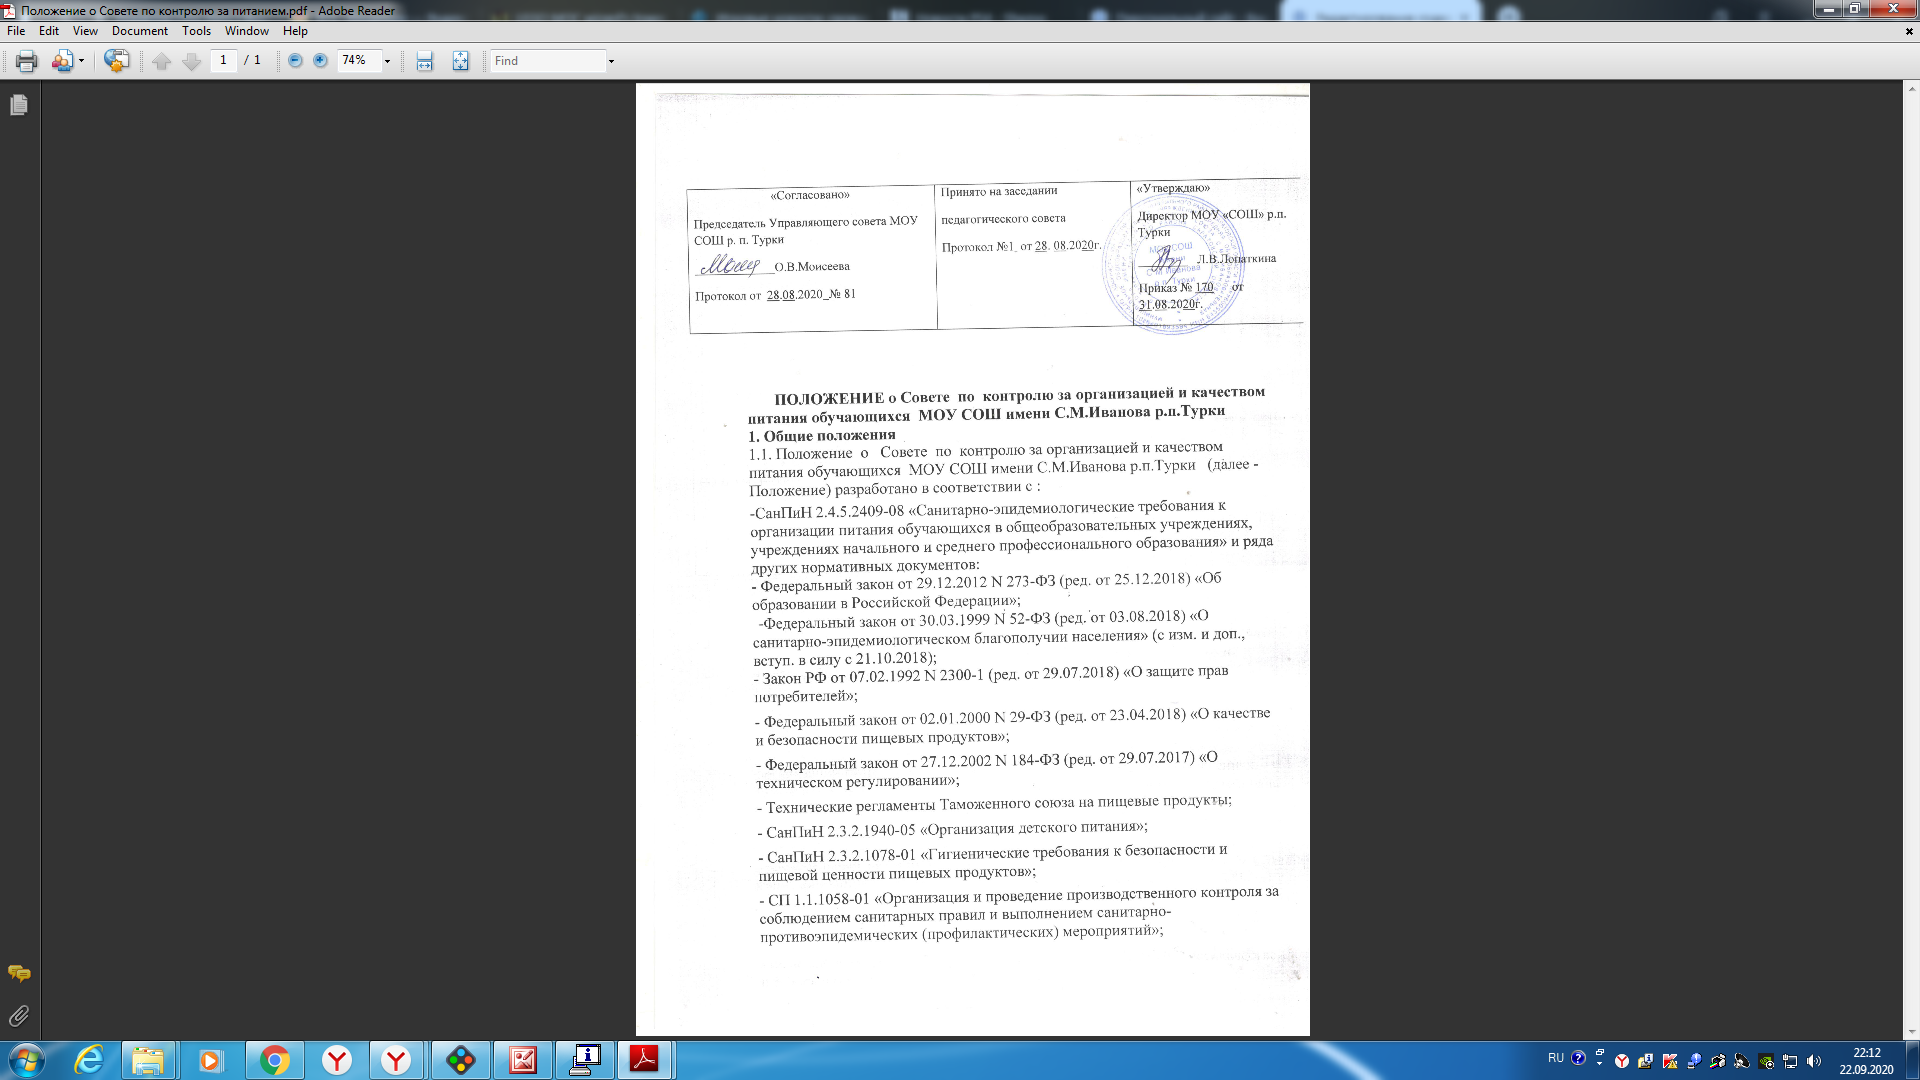 Положение о Совете по контролю за питанием.pdf - Adobe Reader
File Edit View Document Tools Window Help
1 / 1 74% Find
«Согласовано»
Председатель Управляющего совета МОУ
СОШ р. п. Турки
О.В.Моисеева
Протокол от 28.08.2020_№ 81
Принято на заседании
педагогического совета
Протокол №1_ от 28. 08.2020г.
«Утверждаю»
Директор МОУ «СОШ» р.п.
Турки
Л.В.Лопаткина
Приказ № 170 от
31.08.2020г.
ПОЛОЖЕНИЕ о Совете по контролю за организацией и качеством
питания обучающихся МОУ СОШ имени С.М.Иванова р.п.Турки
1. Общие положения
1.1. Положение о Совете по контролю за организацией и качеством
питания обучающихся МОУ СОШ имени С.М.Иванова р.п.Турки (далее -
Положение) разработано в соответствии с :
-СанПиН 2.4.5.2409-08 «Санитарно-эпидемиологические требования к
организации питания обучающихся в общеобразовательных учреждениях,
учреждениях начального и среднего профессионального образования» и ряда
других нормативных документов:
- Федеральный закон от 29.12.2012 N 273-ФЗ (ред. от 25.12.2018) «Об
образовании в Российской Федерации»;
-Федеральный закон от 30.03.1999 N 52-ФЗ (ред. от 03.08.2018) «О
санитарно-эпидемиологическом благополучии населения» (с изм. и доп.,
вступ. в силу с 21.10.2018);
- Закон РФ от 07.02.1992 N 2300-1 (ред. от 29.07.2018) «О защите прав
потребителей»;
- Федеральный закон от 02.01.2000 N 29-ФЗ (ред. от 23.04.2018) «О качестве
и безопасности пищевых продуктов»;
- Федеральный закон от 27.12.2002 N 184-ФЗ (ред. от 29.07.2017) «О
техническом регулировании»;
- Технические регламенты Таможенного союза на пищевые продукты;
- СанПиН 2.3.2.1940-05 «Организация детского питания»;
- СанПиН 2.3.2.1078-01 «Гигиенические требования к безопасности и
пищевой ценности пищевых продуктов»;
- СП 1.1.1058-01 «Организация и проведение производственного контроля за
соблюдением санитарных правил и выполнением санитарно-
противоэпидемических (профилактических) мероприятий»;
RU
22:12
22.09.2020